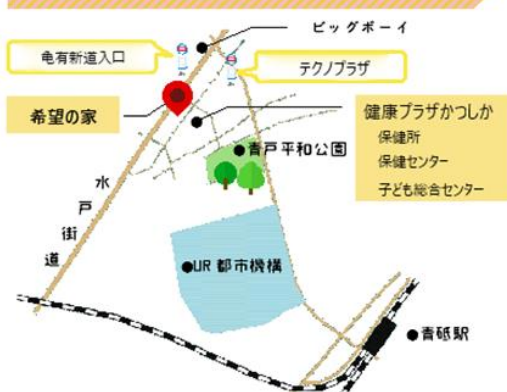 ビッグボーイ
亀有新道入口
テクノプラザ
希望の家
健康プラザかつしか
保健所
保健センター
子ども総合センター
青戸平和公園
水戸街道
UR都市機構
青砥駅